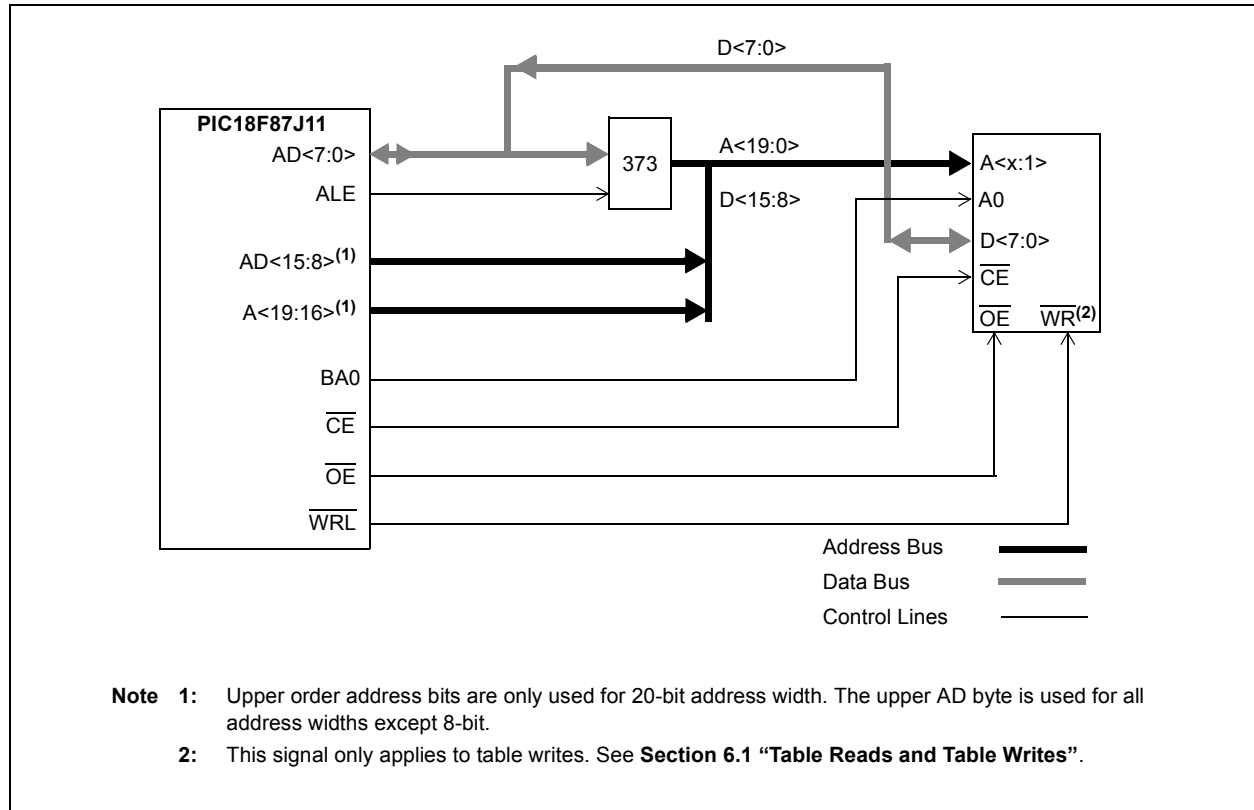 D<7:0>
PIC18F87J11
AD<7:0>
373
A<19:0>
A<x:1>
ALE
D<15:8>
A0
AD<15:8>(1)
D<7:0>
A<19:16>(1)
CE
OE WR(2)
BA0
CE
OE
WRL
Address Bus
Data Bus
Control Lines
Note 1: Upper order address bits are only used for 20-bit address width. The upper AD byte is used for all
address widths except 8-bit.
2: This signal only applies to table writes. See Section 6.1 “Table Reads and Table Writes”.